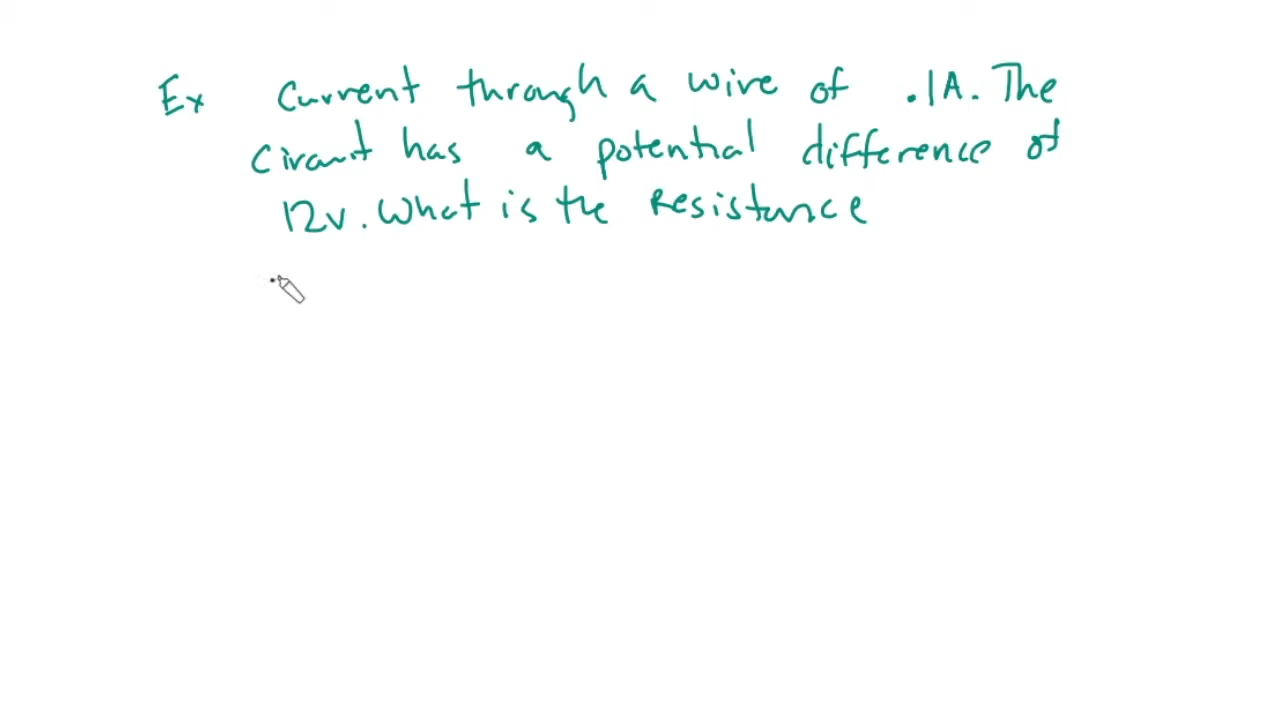 Ex Current through a wire of .1A. The
Circuit has a potential difference of
12v. What is the Resistance